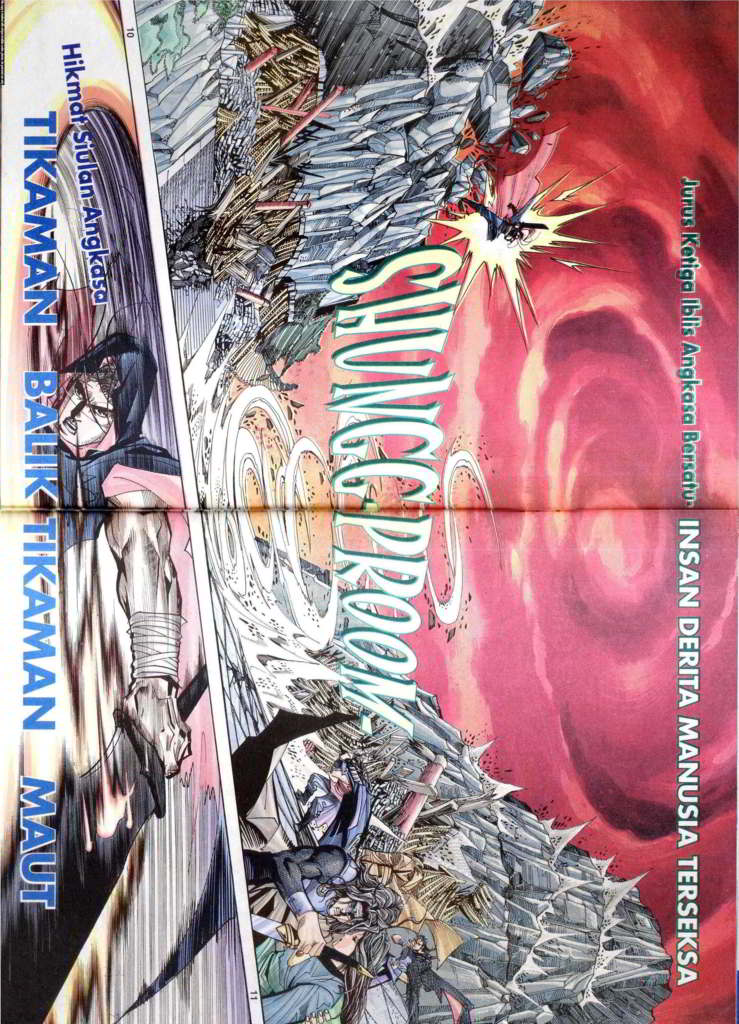 Jurus Ketiga Iblis Angkasa Bersatu- INSAN DERITA MANUSIA TERSEKSA
SHUNGG-PROOM
Hikmat Siulan Angkasa
TIKAMAN BALIK TIKAMAN MAUT
10
11